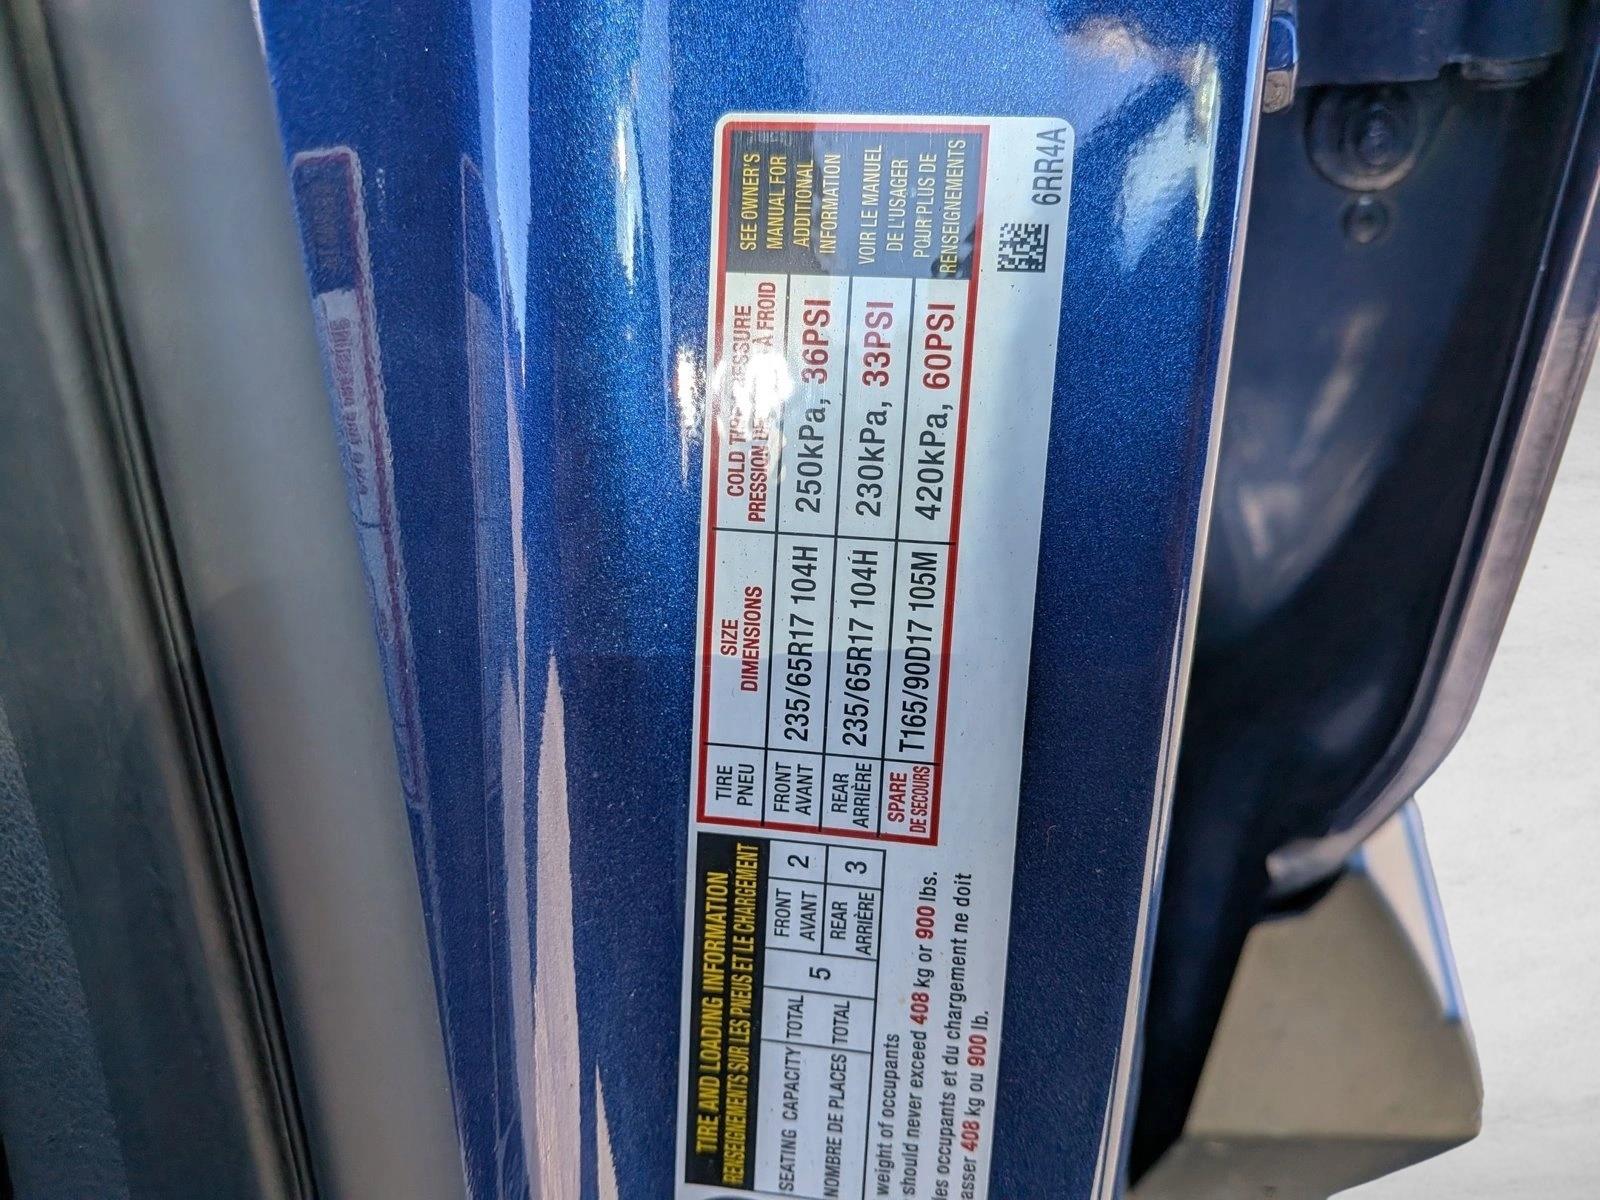 TIRE AND LOADING INFORMATION
RENSEIGNEMENTS SUR LES PNEUS ET LE CHARGEMENT
SEATING CAPACITY
NOMBRE DE PLACES
TOTAL
TOTAL
5
FRONT
AVANT
2
REAR
ARRIÈRE
3
weight of occupants
should never exceed 408 kg or 900 lbs.
les occupants et du chargement ne doit
asser 408 kg ou 900 lb.
TIRE
PNEU
SIZE
DIMENSIONS
COLD
PRESSION À FROID
FRONT
AVANT
235/65R17 104H
250kPa, 36PSI
REAR
ARRIÈRE
235/65R17 104H
230kPa, 33PSI
SPARE
DE SECOURS
T165/90D17 105M
420kPa, 60PSI
SEE OWNER'S
MANUAL FOR
ADDITIONAL
INFORMATION
VOIR LE MANUEL
DE L'USAGER
POUR PLUS DE
RENSEIGNEMENTS
6RR4A